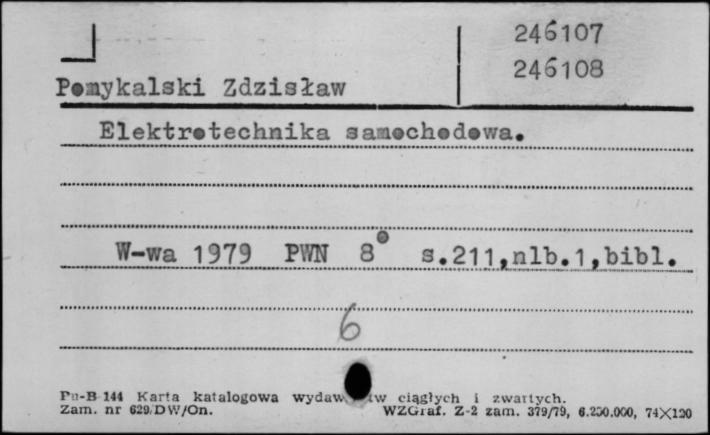 246107
246108
Pomykalski Zdzisław
Elektrotechnika samochodowa.
W-wa 1979 PWN 8° s.211,nlb.1,bibl.
6
Pu-B 144 Karta katalogowa wydaw tw ciągłych i zwartych.
Zam. nr 629/DW/On. WZGraf. Z-2 zam. 379/79, 6.250.000, 74×120